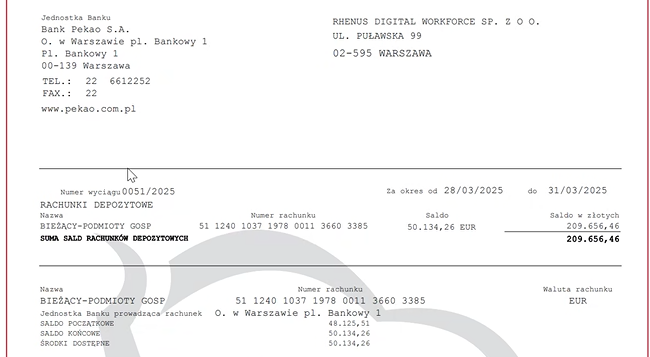 Jednostka Banku
Bank Pekao S.A.
O. w Warszawie pl. Bankowy 1
Pl. Bankowy 1
00-139 Warszawa
TEL.: 22 6612252
FAX.: 22
www.pekao.com.pl
RHENUS DIGITAL WORKFORCE SP. Z O O.
UL. PUŁAWSKA 99
02-595 WARSZAWA
Numer wyciągu 0051/2025 Za okres od 28/03/2025 do 31/03/2025
RACHUNKI DEPOZYTOWE
Nazwa Numer rachunku Saldo Saldo w złotych
BIEŻĄCY-PODMIOTY GOSP 51 1240 1037 1978 0011 3660 3385 50.134,26 EUR 209.656,46
SUMA SALD RACHUNKÓW DEPOZYTOWYCH 209.656,46
Nazwa Numer rachunku Waluta rachunku
BIEŻĄCY-PODMIOTY GOSP 51 1240 1037 1978 0011 3660 3385 EUR
Jednostka Banku prowadząca rachunek O. w Warszawie pl. Bankowy 1
SALDO POCZĄTKOWE 48.125,51
SALDO KOŃCOWE 50.134,26
ŚRODKI DOSTĘPNE 50.134,26